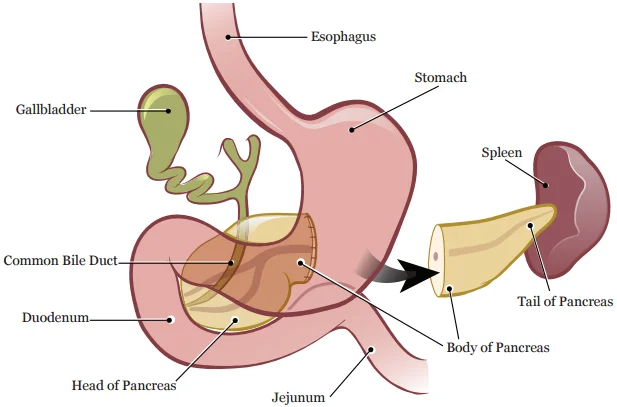 Esophagus
Stomach
Gallbladder
Spleen
Common Bile Duct
Tail of Pancreas
Duodenum
Body of Pancreas
Head of Pancreas
Jejunum